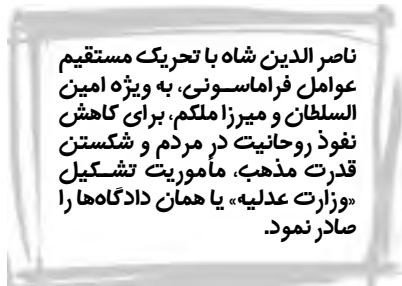 ناصر الدین شاه با تحریک مستقیم
عوامل فراماسونی، به ویژه امین
السلطان و میرزا ملکم، برای کاهش
نفوذ روحانیت در مردم و شکستن
قدرت مذهب، مأموریت تشکیل
«وزارت عدلیه» یا همان دادگاه‌ها را
صادر نمود.